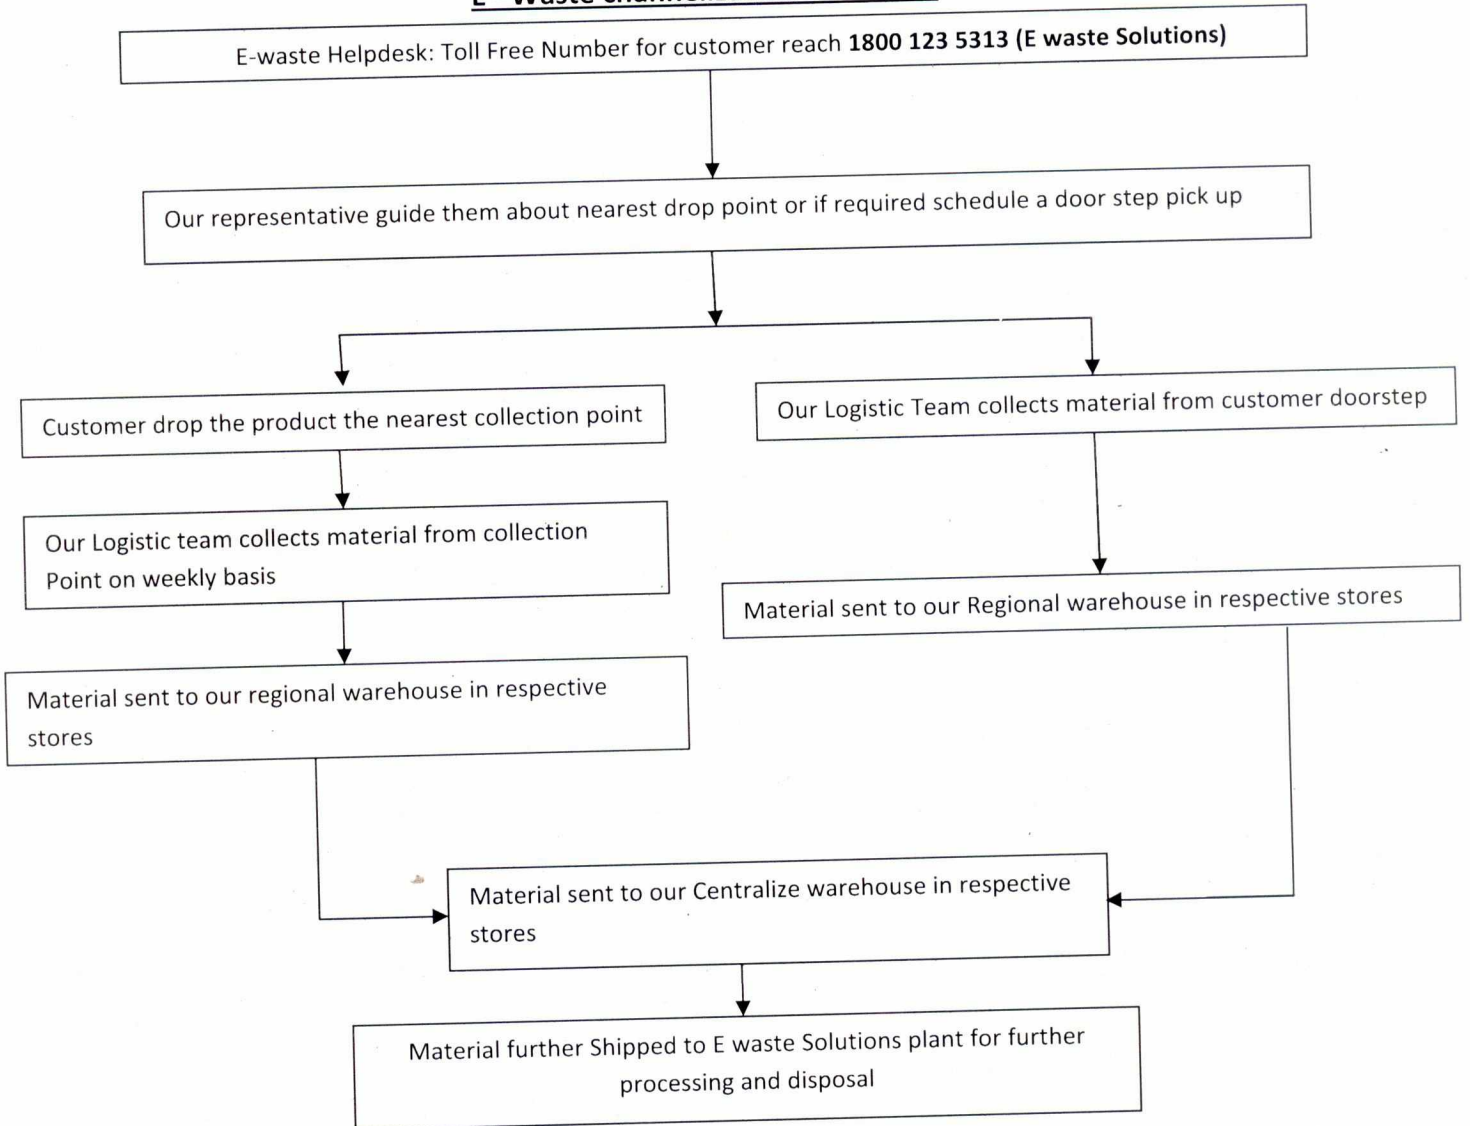 E - Waste
E-waste Helpdesk: Toll Free Number for customer reach 1800 123 5313 (E waste Solutions)
Our representative guide them about nearest drop point or if required schedule a door step pick up
Customer drop the product the nearest collection point
Our Logistic Team collects material from customer doorstep
Our Logistic team collects material from collection
Point on weekly basis
Material sent to our Regional warehouse in respective stores
Material sent to our regional warehouse in respective
stores
Material sent to our Centralize warehouse in respective
stores
Material further Shipped to E waste Solutions plant for further
processing and disposal